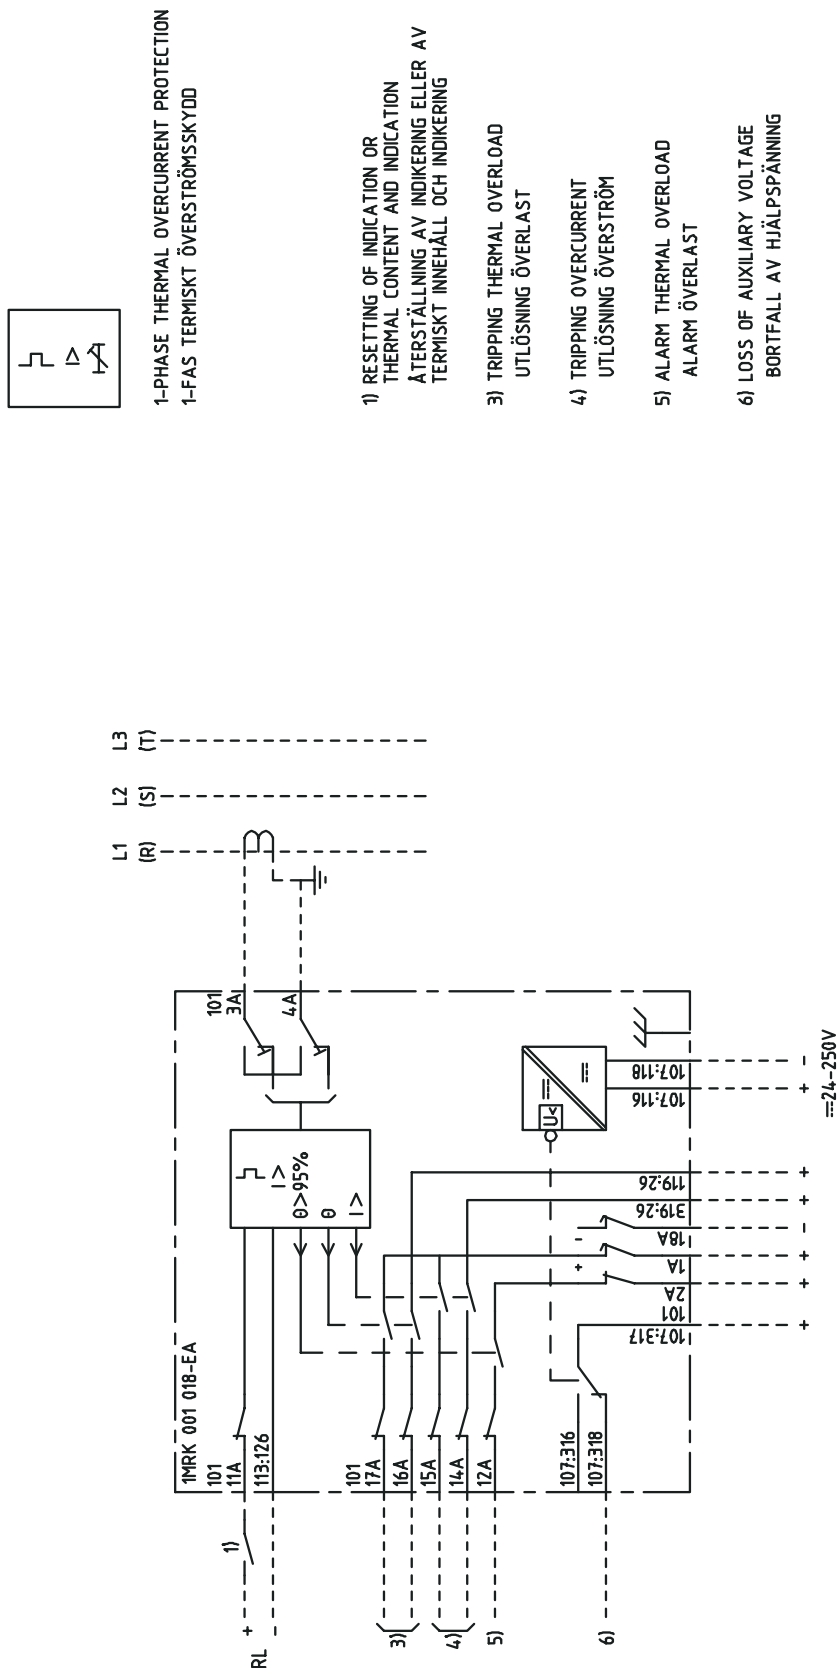 1-PHASE THERMAL OVERCURRENT PROTECTION
1-FAS TERMISKT ÖVERSTRÖMSSKYDD
1) RESETTING OF INDICATION OR
THERMAL CONTENT AND INDICATION
ÅTERSTÄLLNING AV INDIKERING ELLER AV
TERMISKT INNEHÅLL OCH INDIKERING
3) TRIPPING THERMAL OVERLOAD
UTLÖSNING ÖVERLAST
4) TRIPPING OVERCURRENT
UTLÖSNING ÖVERSTRÖM
5) ALARM THERMAL OVERLOAD
ALARM ÖVERLAST
6) LOSS OF AUXILIARY VOLTAGE
BORTFALL AV HJÄLPSPÄNNING
I>
L1
(R)
L2
(S)
L3
(T)
1MRK 001 018-EA
101
11A
113:126
1)
RL
+
-
101
3A
4A
I>
Θ>95%
Θ
I>
101
17A
16A
15A
14A
12A
3)
4)
5)
107:316
107:318
6)
U<
107:118
107:116
119:26
319:26
18A
1A
2A
101
107:317
-
+
-
+
+
+
-
+
+
+
==24-250V